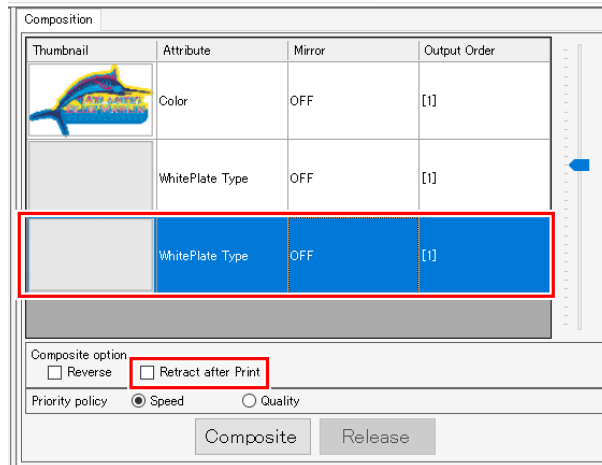 Composition
Thumbnail Attribute Mirror Output Order
Color OFF [1]
WhitePlate Type OFF [1]
WhitePlate Type OFF [1]
Composite option
Reverse Retract after Print
Priority policy Speed Quality
Composite Release